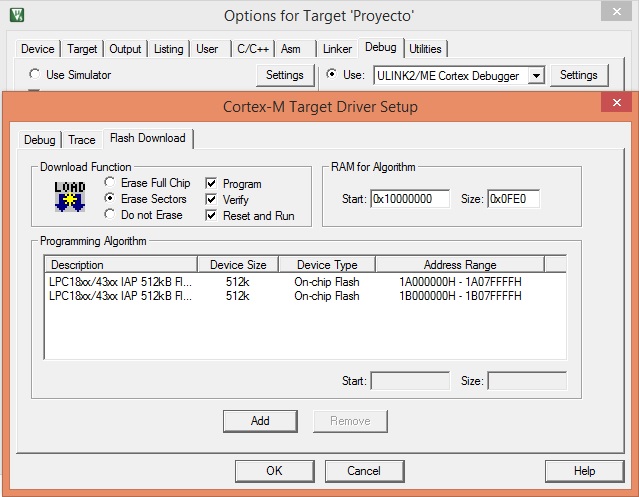 Options for Target 'Proyecto'
Device Target Output Listing User C/C++ Asm Linker Debug Utilities
Use Simulator Settings Use: ULINK2/ME Cortex Debugger Settings
Cortex-M Target Driver Setup
Debug Trace Flash Download
Download Function RAM for Algorithm
LOAD Erase Full Chip Program
Erase Sectors Verify Start: 0x10000000 Size: 0x0FE0
Do not Erase Reset and Run
Programming Algorithm
Description Device Size Device Type Address Range
LPC18xx/43xx IAP 512kB Fl... 512k On-chip Flash 1A000000H - 1A07FFFFH
LPC18xx/43xx IAP 512kB Fl... 512k On-chip Flash 1B000000H - 1B07FFFFH
Start: Size:
Add Remove
OK Cancel Help